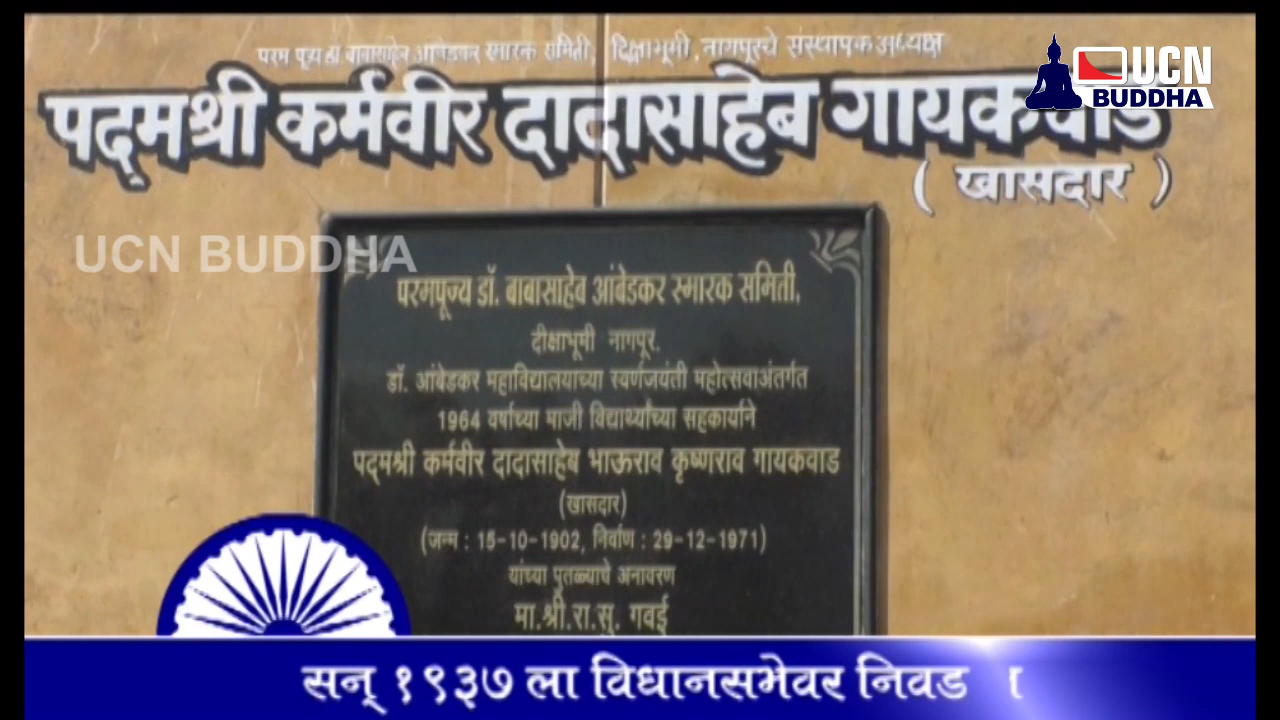 परम पूज्य डॉ बाबासाहेब आंबेडकर स्मारक समिती, दिक्षाभूमी, नागपूरचे संस्थापक अध्यक्ष
UCN
BUDDHA
पद्मश्री कर्मवीर दादासाहेब गायकवाड
( खासदार )
UCN BUDDHA
परमपूज्य डॉ. बाबासाहेब आंबेडकर स्मारक समिती,
दीक्षाभूमी नागपूर.
डॉ. आंबेडकर महाविद्यालयाच्या स्वर्णजयंती महोत्सवाअंतर्गत
1964 वर्षाच्या माजी विद्यार्थ्यांच्या सहकार्याने
पद्मश्री कर्मवीर दादासाहेब भाऊराव कृष्णराव गायकवाड
(खासदार)
(जन्म : 15-10-1902, निर्वाण : 29-12-1971)
यांच्या पुतळ्याचे अनावरण
मा.श्री.रा.सु. गवई
सन् १९३७ ला विधानसभेवर निवड